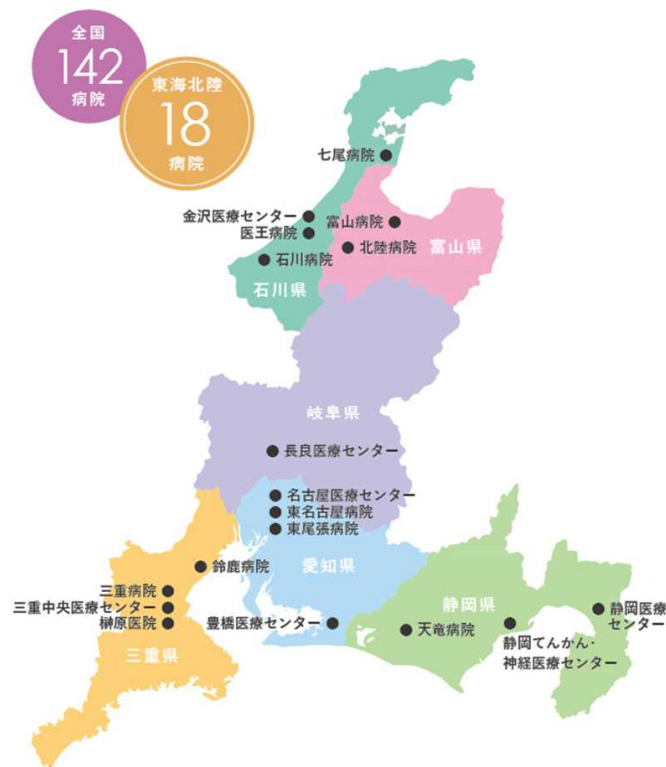 全国
142
病院
東海北陸
18
病院
七尾病院
金沢医療センター
富山病院
医王病院
北陸病院
富山県
石川病院
石川県
岐阜県
長良医療センター
名古屋医療センター
東名古屋病院
東尾張病院
鈴鹿病院
愛知県
三重病院
三重中央医療センター
榊原医院
静岡県
静岡医療
センター
豊橋医療センター
天竜病院
静岡てんかん・
神経医療センター
三重県